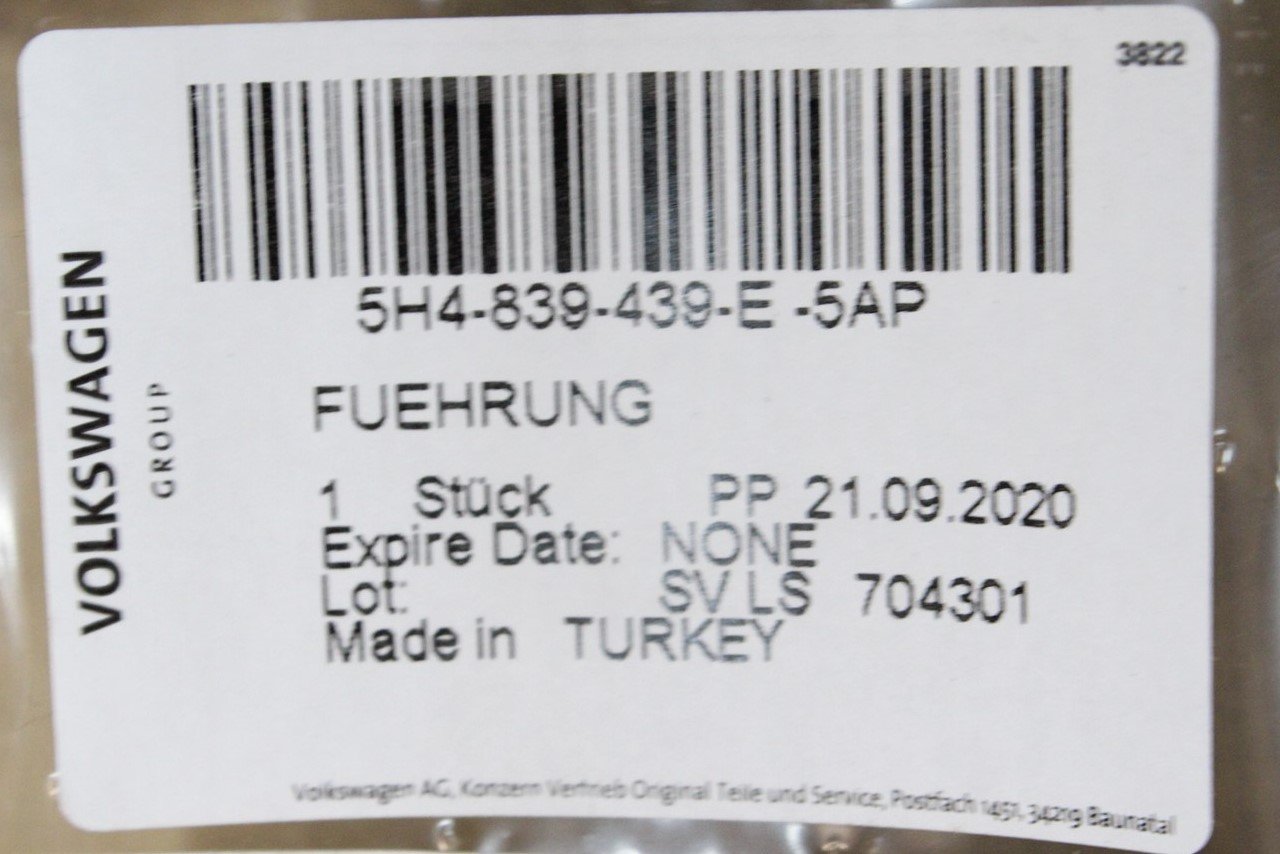 3822
VOLKSWAGEN
GROUP
5H4-839-439-E -5AP
FUEHRUNG
1 Stück PP 21.09.2020
Expire Date: NONE
Lot: SV LS 704301
Made in TURKEY
Volkswagen AG, Konzern Vertrieb Original Teile und Service, Postfach 1451, 34219 Baunatal